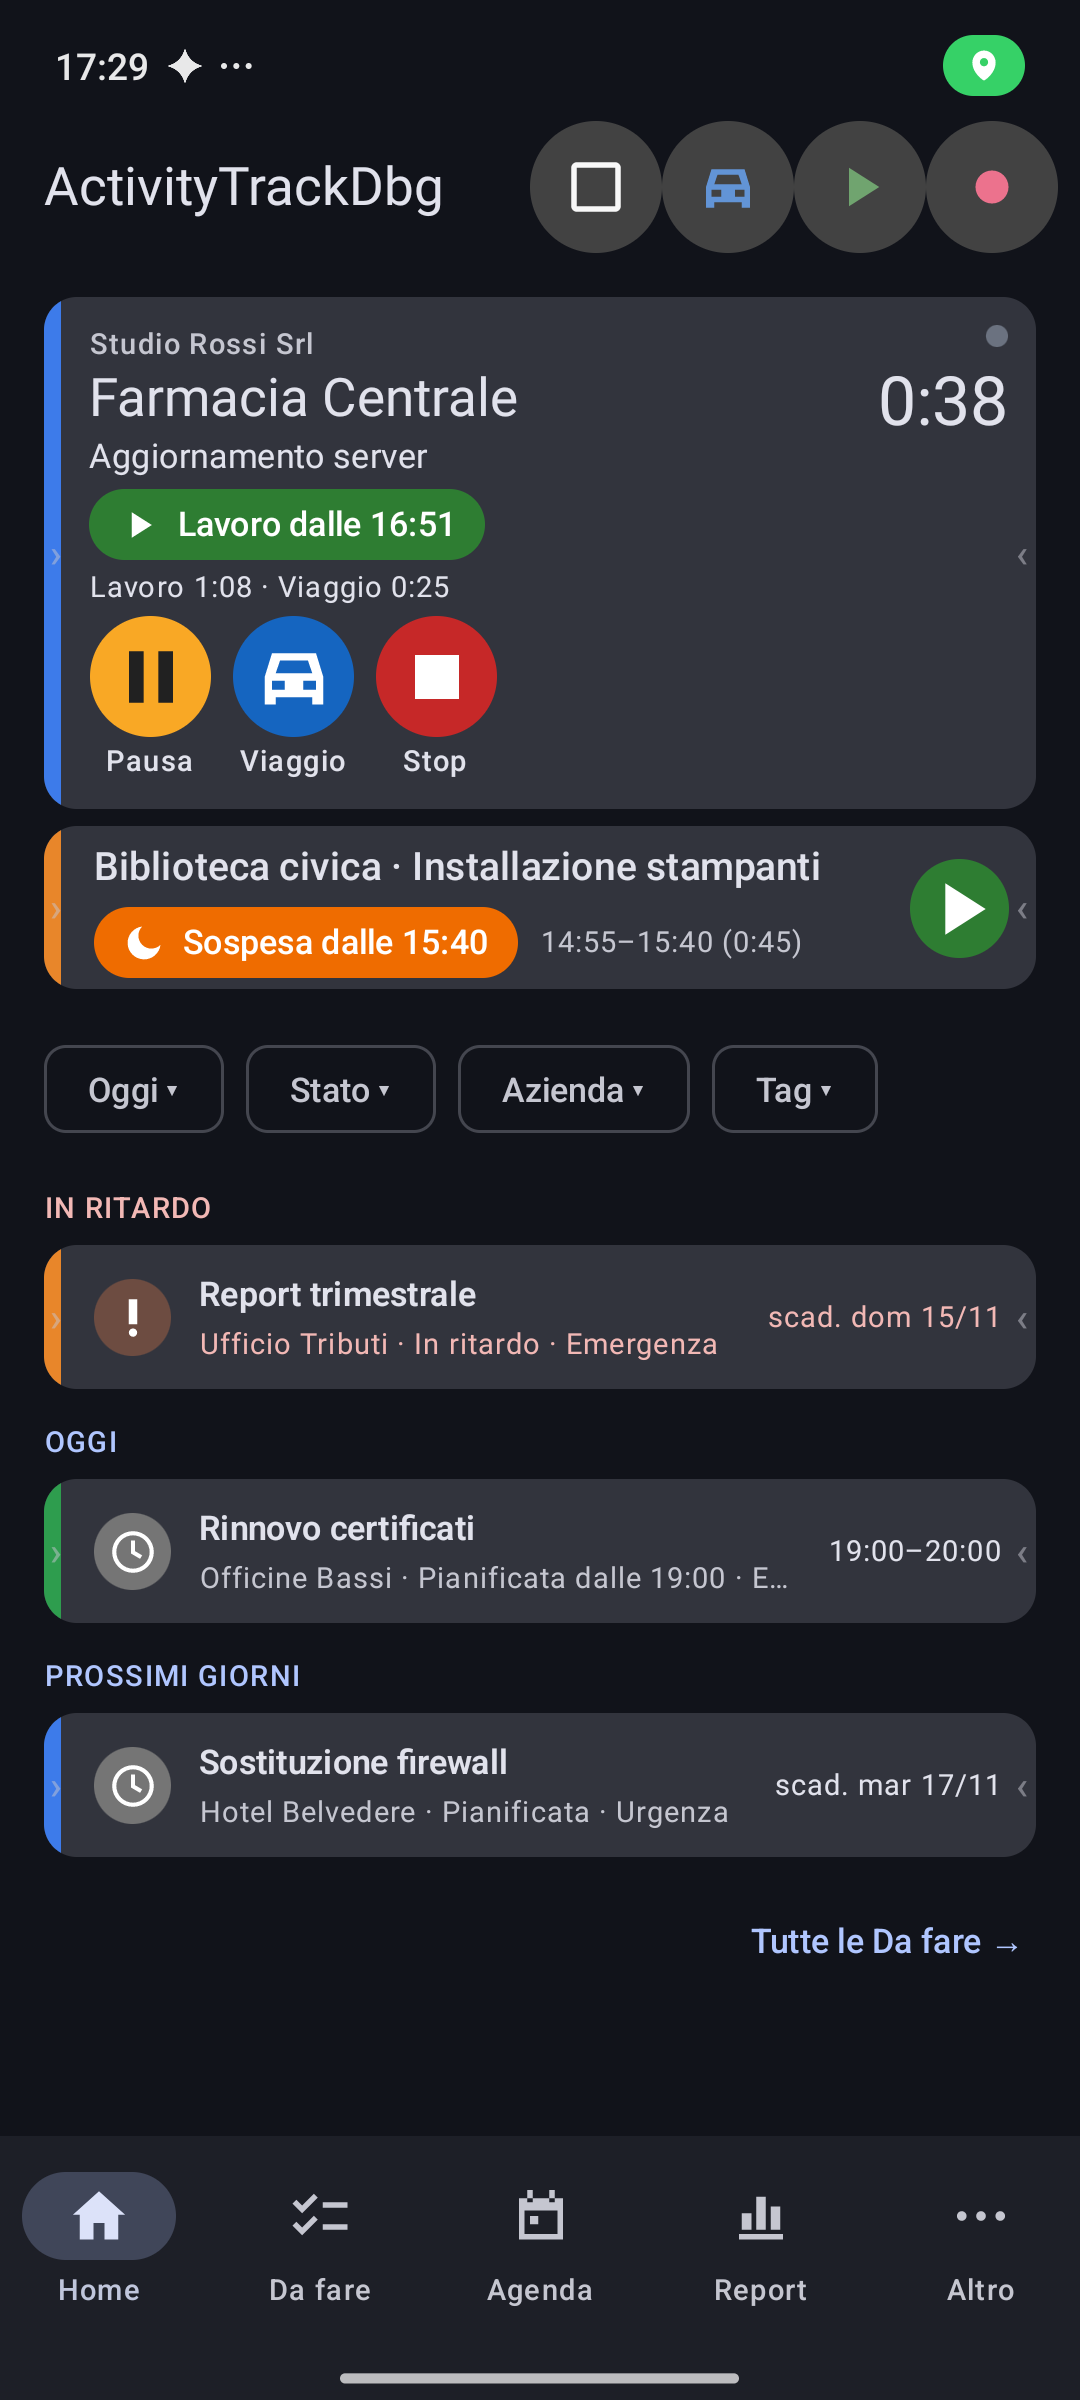 17:29
ActivityTrackDbg
Studio Rossi Srl
Farmacia Centrale
0:38
Aggiornamento server
Lavoro dalle 16:51
Lavoro 1:08 · Viaggio 0:25
Pausa
Viaggio
Stop
Biblioteca civica · Installazione stampanti
Sospesa dalle 15:40
14:55–15:40 (0:45)
Oggi ▾
Stato ▾
Azienda ▾
Tag ▾
IN RITARDO
Report trimestrale
Ufficio Tributi · In ritardo · Emergenza
scad. dom 15/11
OGGI
Rinnovo certificati
Officine Bassi · Pianificata dalle 19:00 · E…
19:00–20:00
PROSSIMI GIORNI
Sostituzione firewall
Hotel Belvedere · Pianificata · Urgenza
scad. mar 17/11
Tutte le Da fare →
Home
Da fare
Agenda
Report
Altro